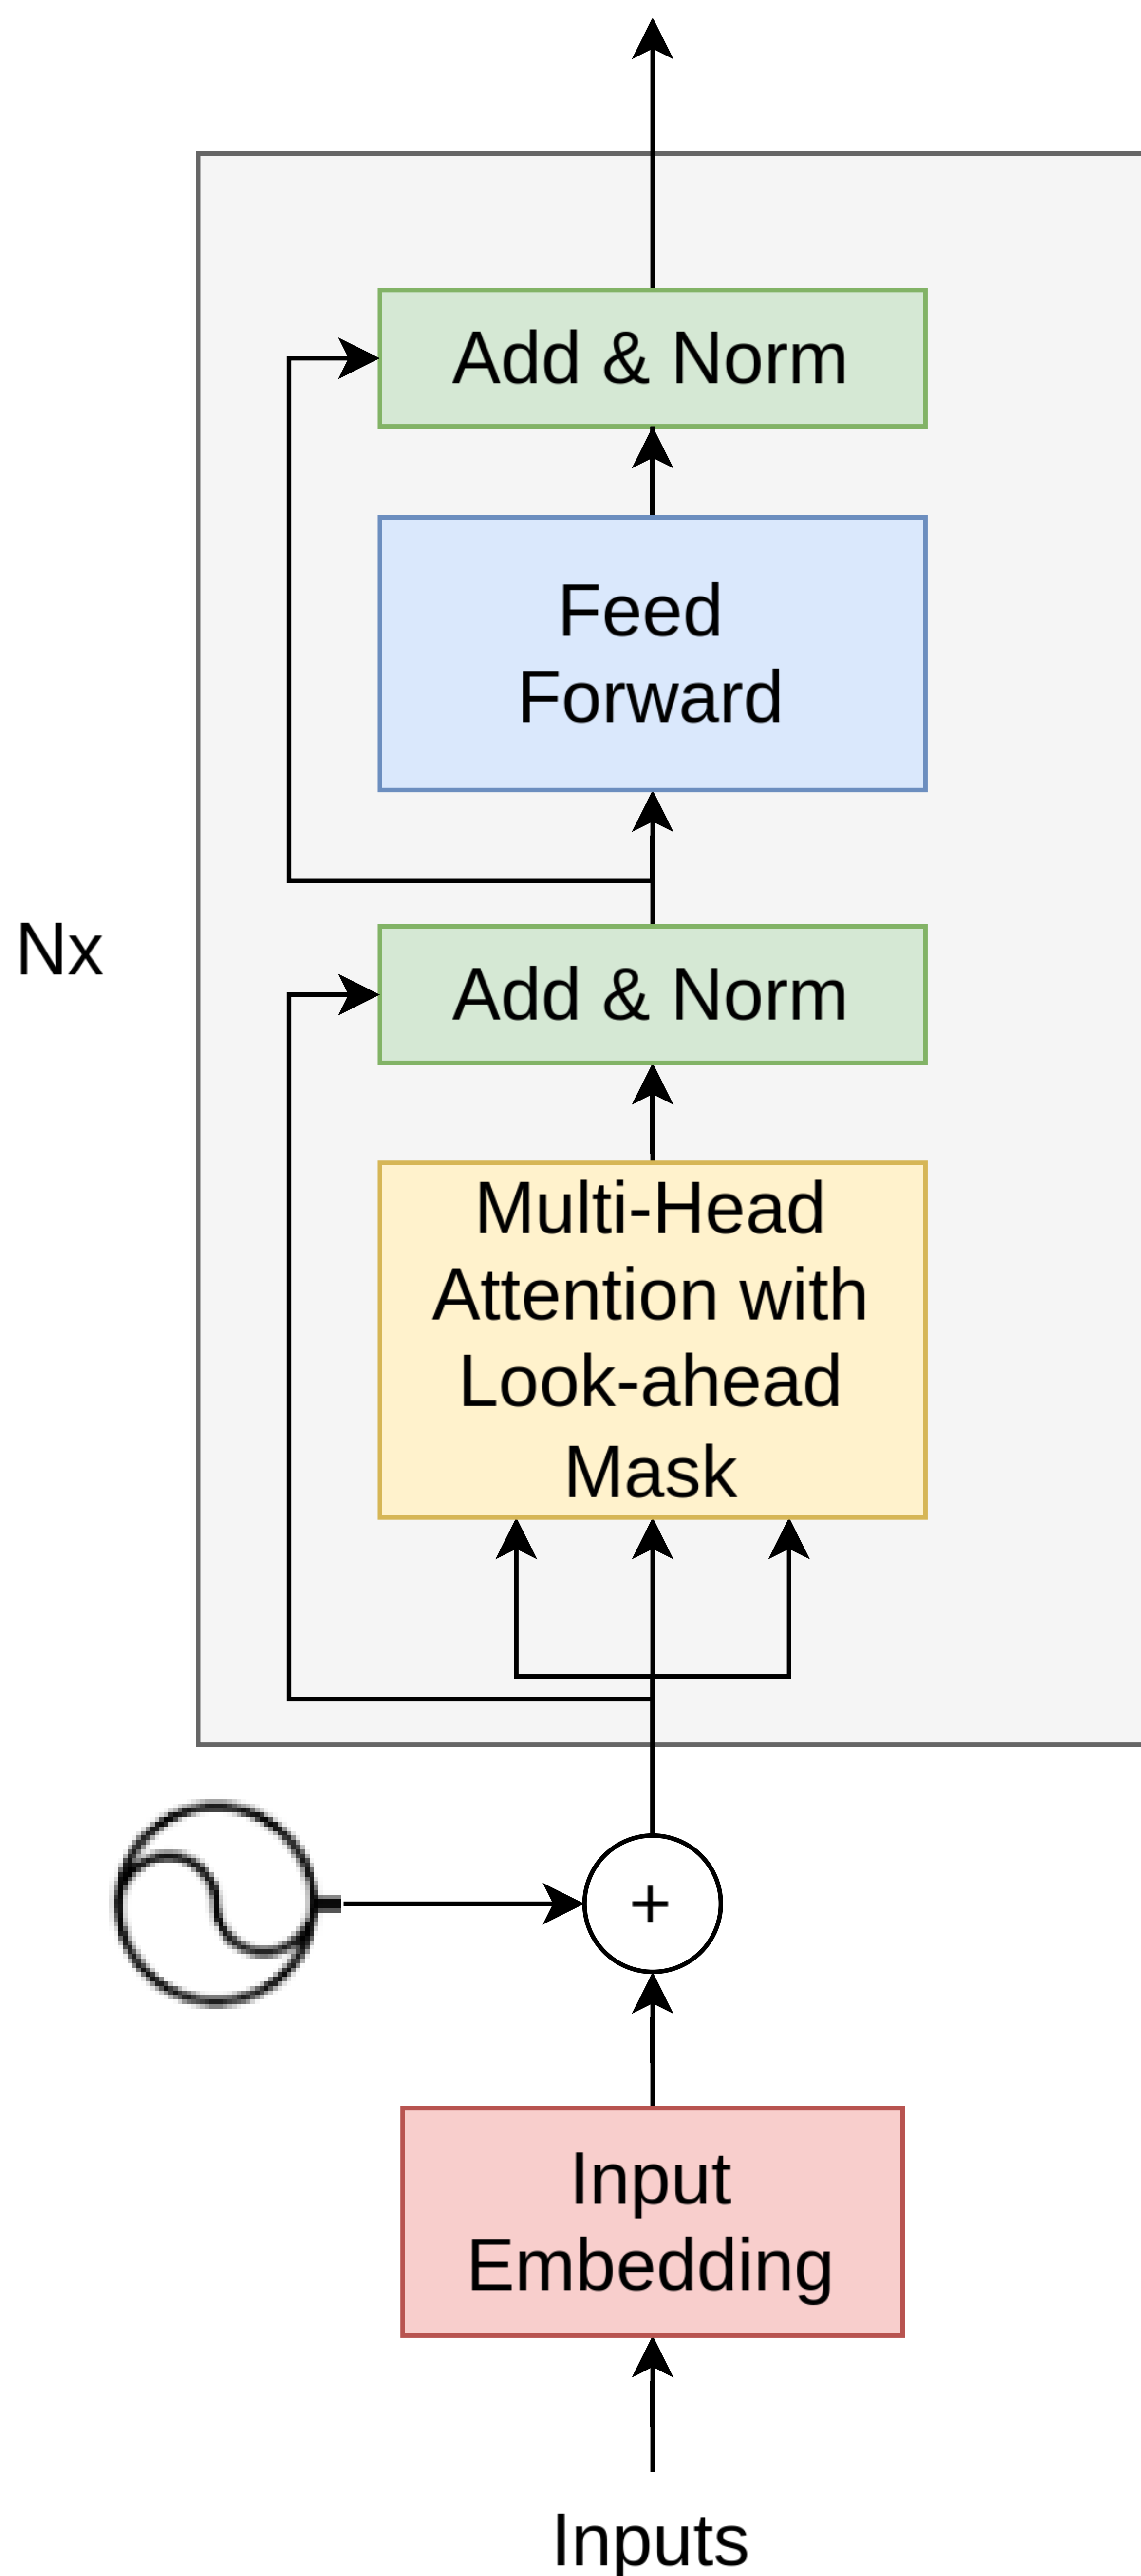 Add & Norm
Feed
Forward
Nx
Add & Norm
Multi-Head
Attention with
Look-ahead
Mask
+
Input
Embedding
Inputs